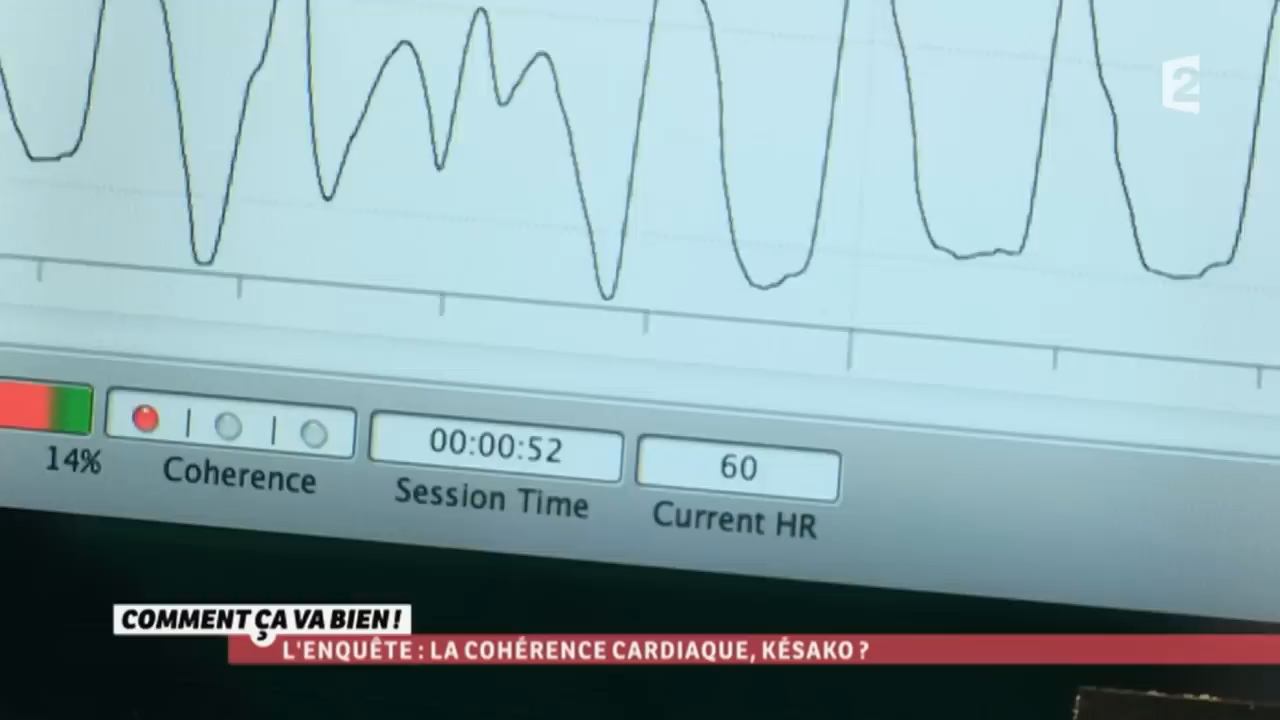 2
14%
Coherence
00:00:52
Session Time
60
Current HR
COMMENT ÇA VA BIEN !
L'ENQUÊTE : LA COHÉRENCE CARDIAQUE, KÉSAKO ?